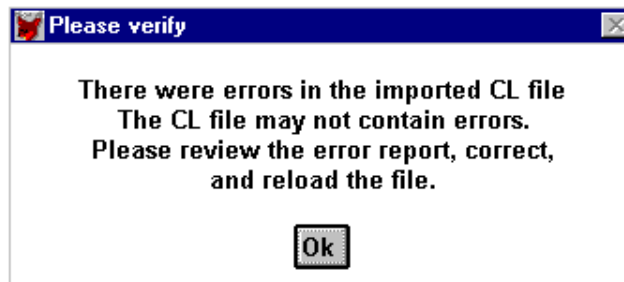 Please verify
There were errors in the imported CL file
The CL file may not contain errors.
Please review the error report, correct,
and reload the file.
Ok